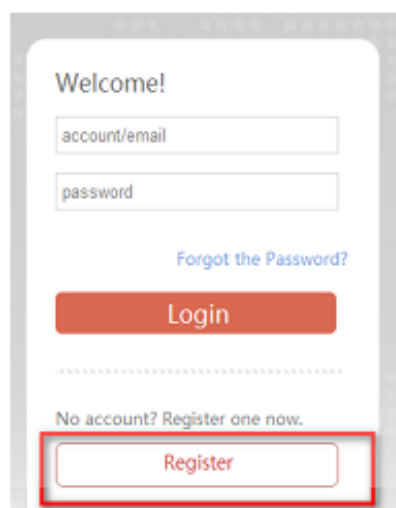 Welcome!
account/email
password
Forgot the Password?
Login
No account? Register one now.
Register